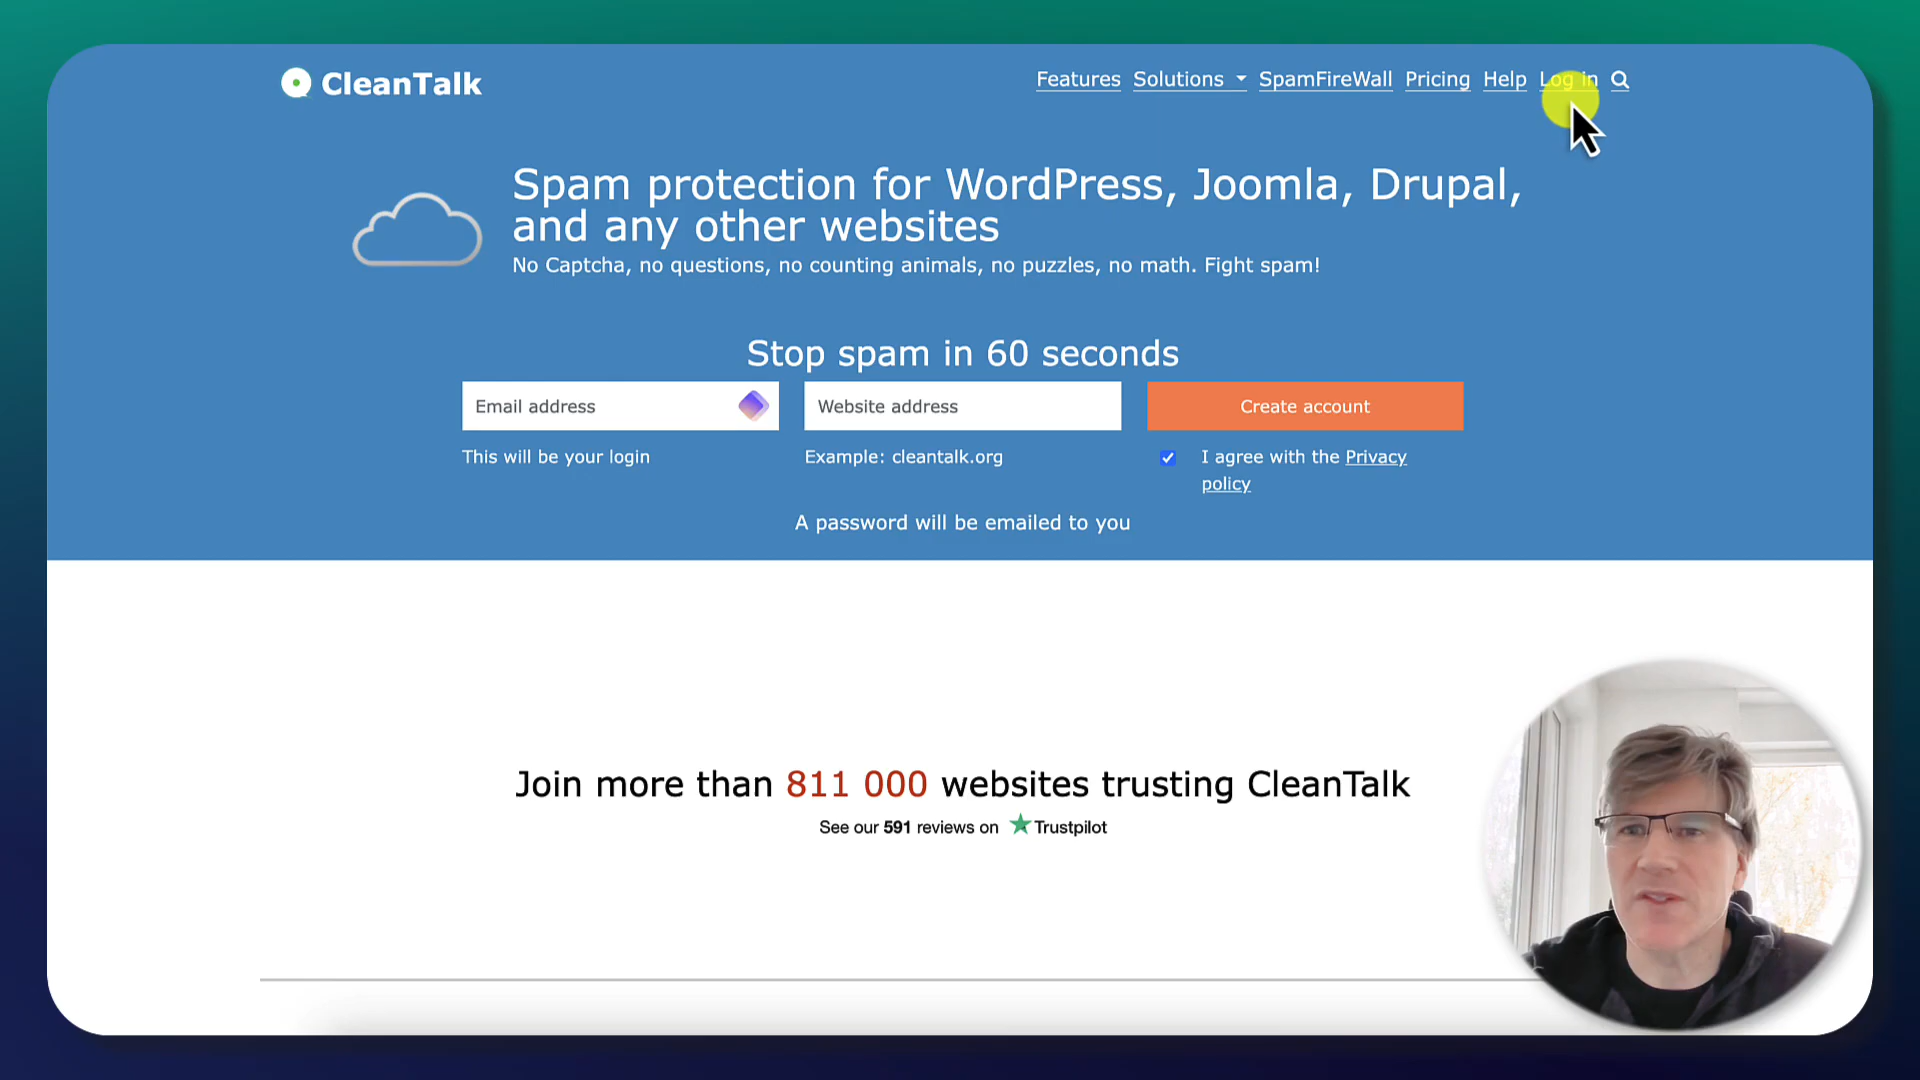 CleanTalk
Features Solutions SpamFireWall Pricing Help Log in
Spam protection for WordPress, Joomla, Drupal,
and any other websites
No Captcha, no questions, no counting animals, no puzzles, no math. Fight spam!
Stop spam in 60 seconds
Email address Website address Create account
This will be your login Example: cleantalk.org I agree with the Privacy
policy
A password will be emailed to you
Join more than 811 000 websites trusting CleanTalk
See our 591 reviews on Trustpilot